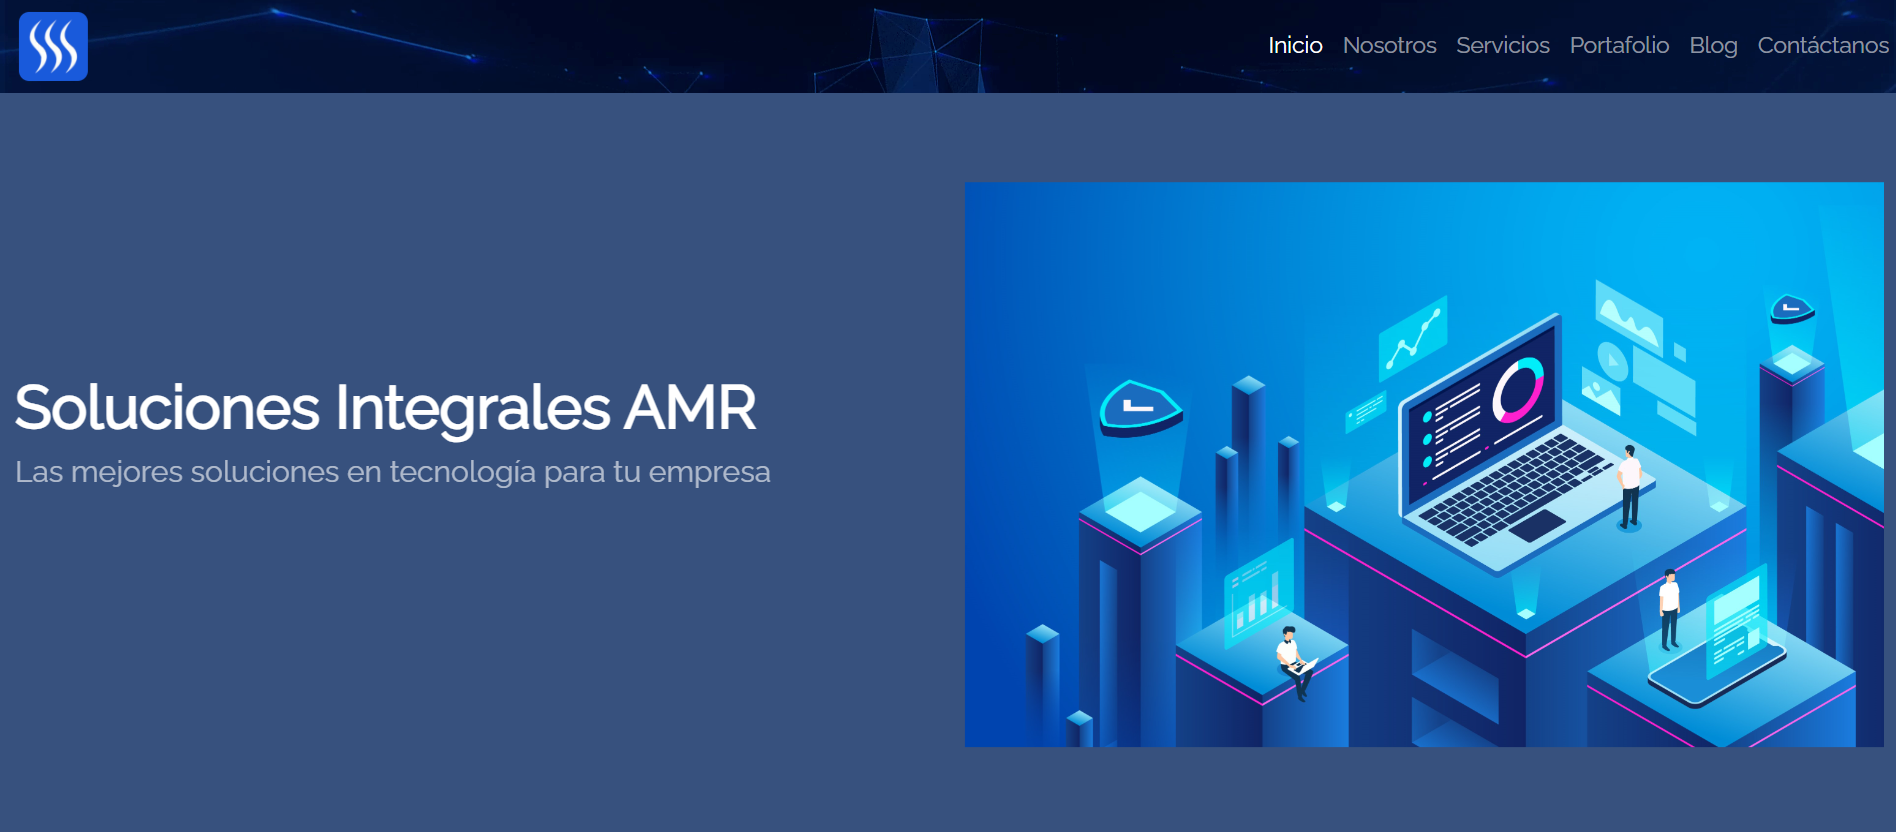 Inicio Nosotros Servicios Portafolio Blog Contáctanos
Soluciones Integrales AMR
Las mejores soluciones en tecnología para tu empresa